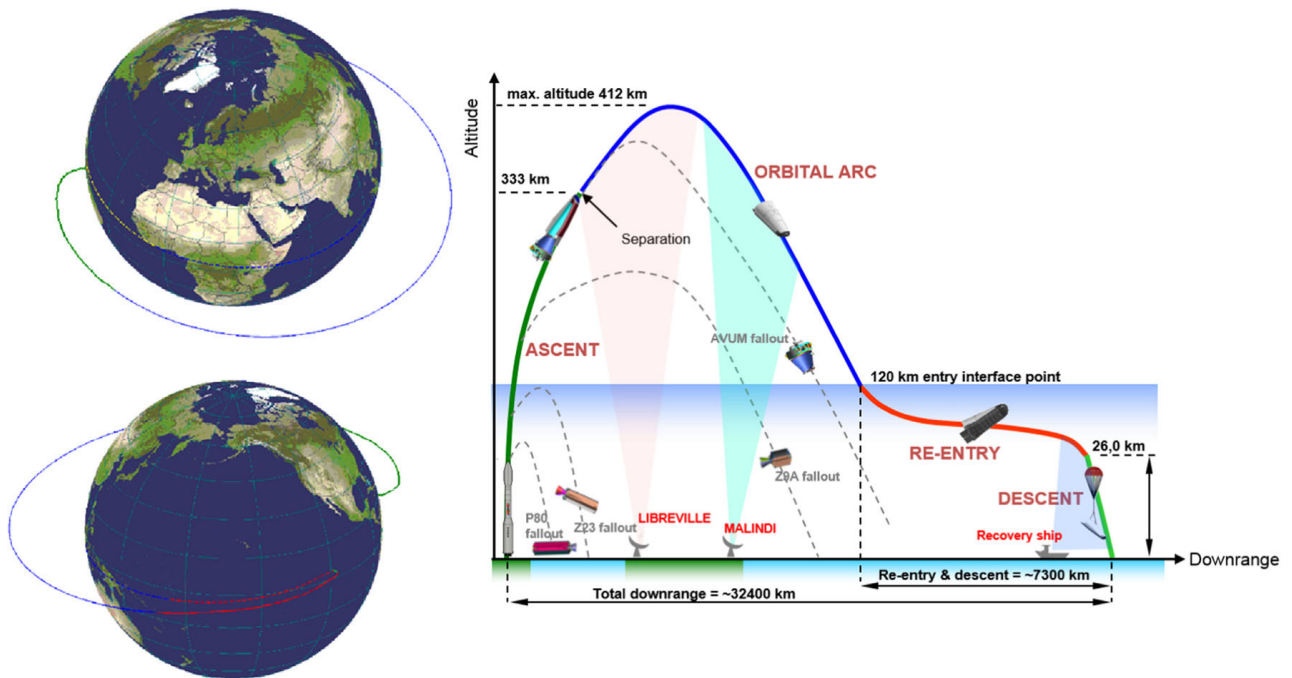 Altitude
max. altitude 412 km
333 km
Separation
ORBITAL ARC
ASCENT
AVUM fallout
120 km entry interface point
RE-ENTRY
26,0 km
Z9A fallout
DESCENT
P80
fallout
Z23 fallout
LIBREVILLE
MALINDI
Recovery ship
Downrange
Re-entry & descent = ~7300 km
Total downrange = ~32400 km